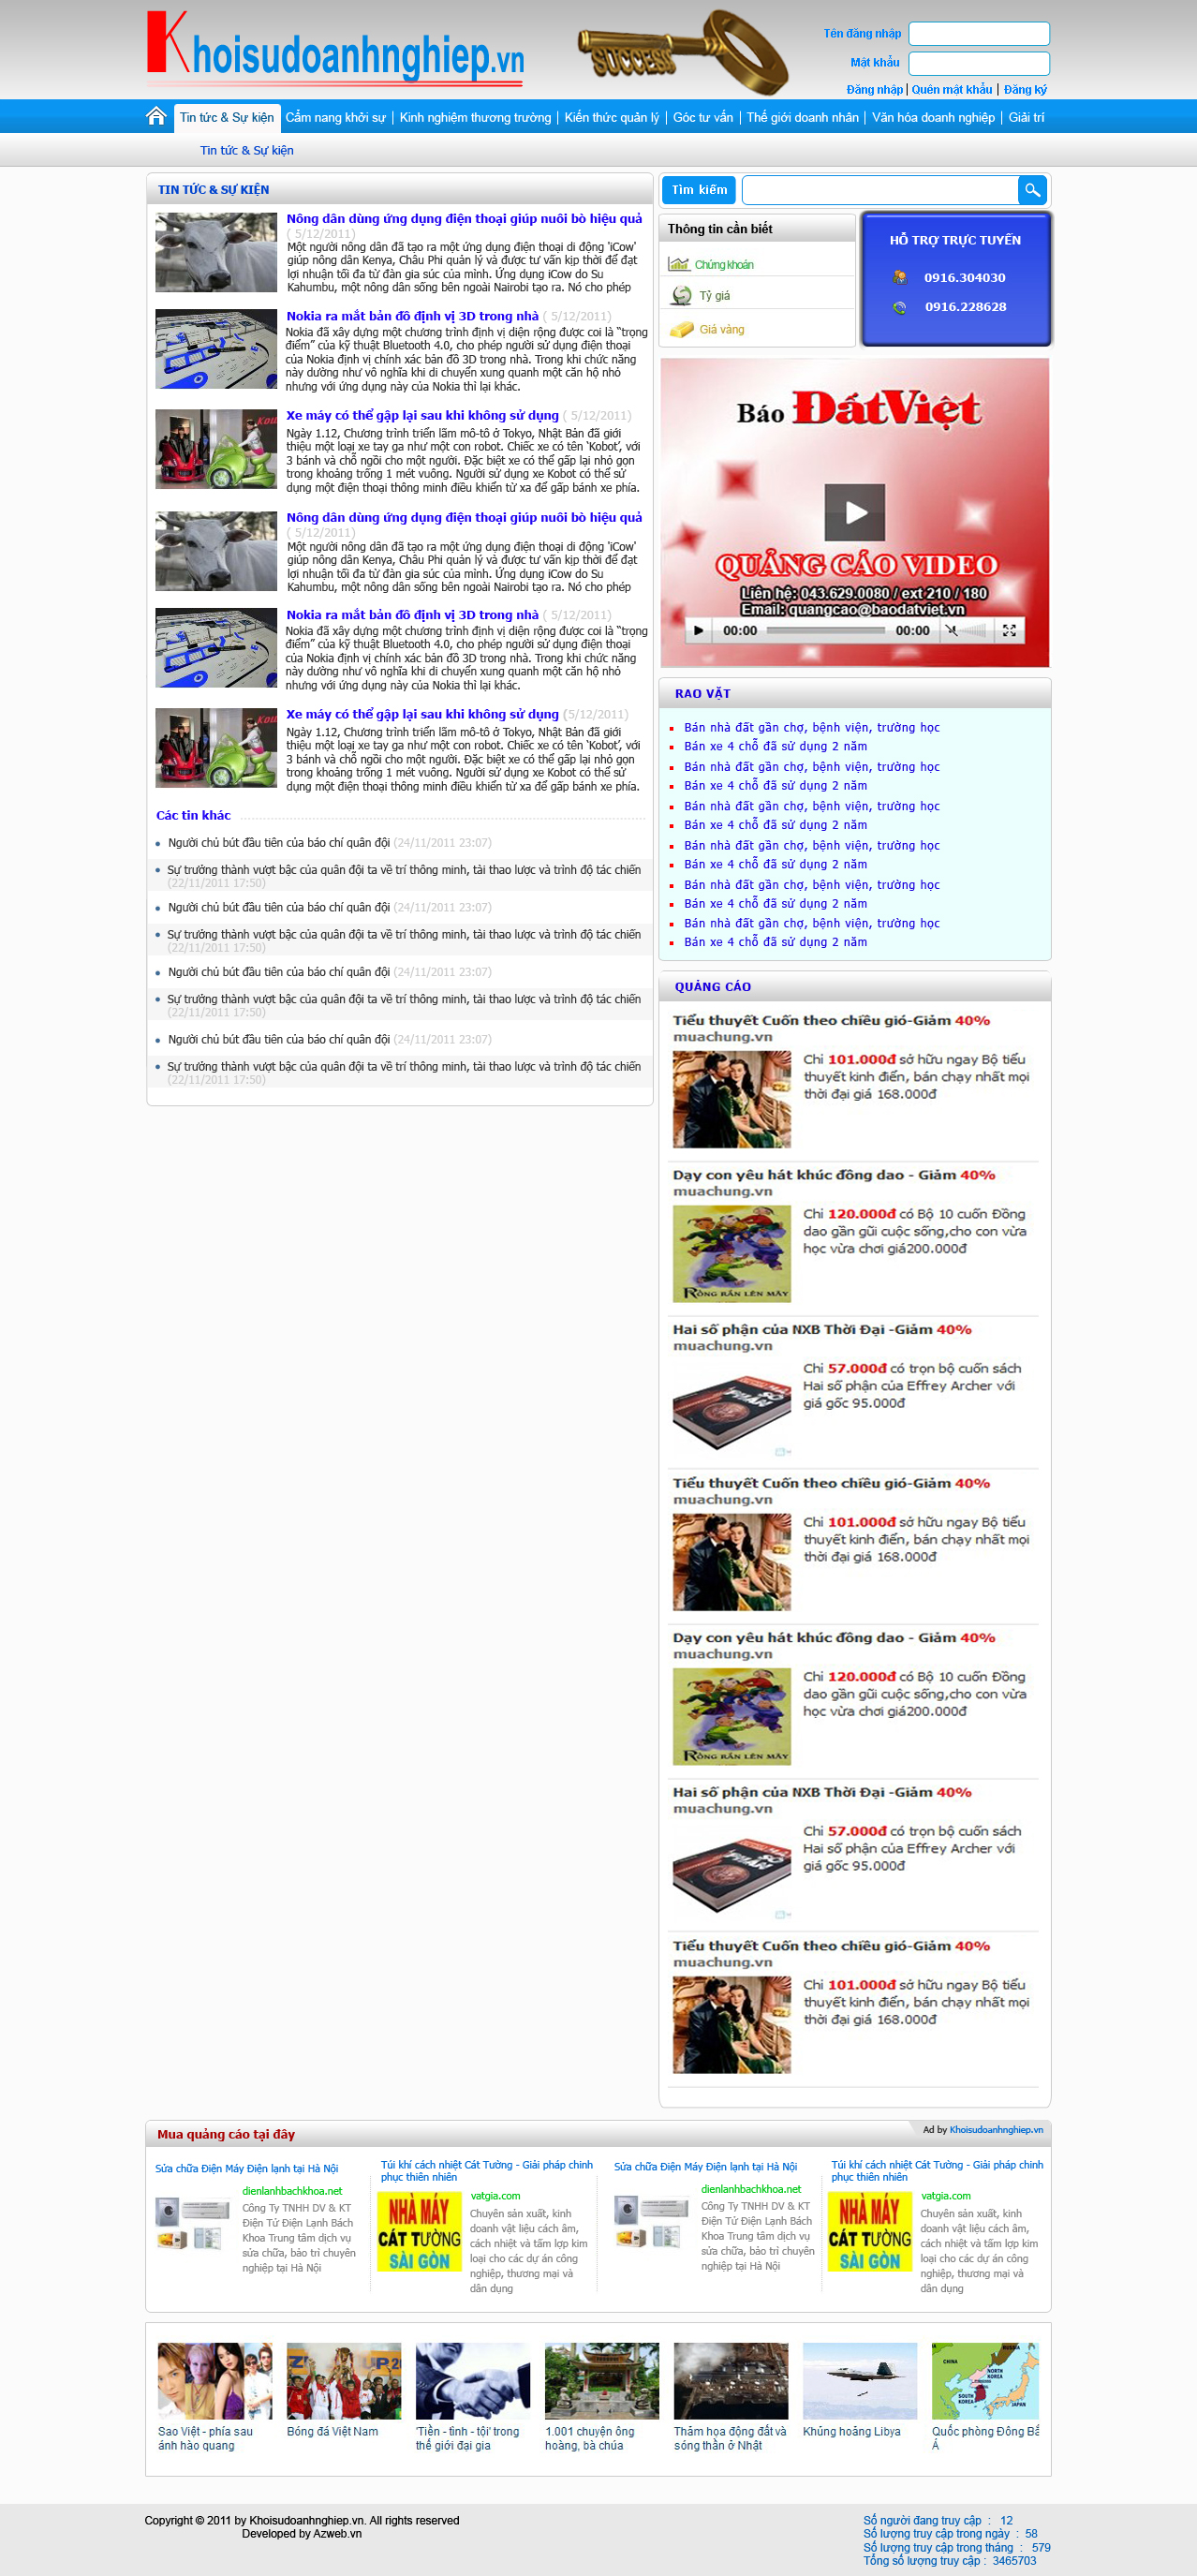 Khoisudoanhnghiep.vn
SUCCESS
Tên đăng nhập
Mật khẩu
Đăng nhập | Quên mật khẩu | Đăng ký
Tin tức & Sự kiện
Cẩm nang khởi sự | Kinh nghiệm thương trường | Kiến thức quản lý | Góc tư vấn | Thế giới doanh nhân | Văn hóa doanh nghiệp | Giải trí
Tin tức & Sự kiện
TIN TỨC & SỰ KIỆN
Nông dân dùng ứng dụng điện thoại giúp nuôi bò hiệu quả
( 5/12/2011)
Một người nông dân đã tạo ra một ứng dụng điện thoại di động 'iCow'
giúp nông dân Kenya, Châu Phi quản lý và được tư vấn kịp thời để đạt
lợi nhuận tối đa từ đàn gia súc của mình. Ứng dụng iCow do Su
Kahumbu, một nông dân sống bên ngoài Nairobi tạo ra. Nó cho phép
Nokia ra mắt bản đồ định vị 3D trong nhà ( 5/12/2011)
Nokia đã xây dựng một chương trình định vị diện rộng được coi là “trọng
điểm” của kỹ thuật Bluetooth 4.0, cho phép người sử dụng điện thoại
của Nokia định vị chính xác bản đồ 3D trong nhà. Trong khi chức năng
này dường như vô nghĩa khi di chuyển xung quanh một căn hộ nhỏ
nhưng với ứng dụng này của Nokia thì lại khác.
Xe máy có thể gập lại sau khi không sử dụng ( 5/12/2011)
Ngày 1.12, Chương trình triển lãm mô-tô ở Tokyo, Nhật Bản đã giới
thiệu một loại xe tay ga như một con robot. Chiếc xe có tên ‘Kobot’, với
3 bánh và chỗ ngồi cho một người. Đặc biệt xe có thể gấp lại nhỏ gọn
trong khoảng trống 1 mét vuông. Người sử dụng xe Kobot có thể sử
dụng một điện thoại thông minh điều khiển từ xa để gấp bánh xe phía.
Nông dân dùng ứng dụng điện thoại giúp nuôi bò hiệu quả
( 5/12/2011)
Một người nông dân đã tạo ra một ứng dụng điện thoại di động 'iCow'
giúp nông dân Kenya, Châu Phi quản lý và được tư vấn kịp thời để đạt
lợi nhuận tối đa từ đàn gia súc của mình. Ứng dụng iCow do Su
Kahumbu, một nông dân sống bên ngoài Nairobi tạo ra. Nó cho phép
Nokia ra mắt bản đồ định vị 3D trong nhà ( 5/12/2011)
Nokia đã xây dựng một chương trình định vị diện rộng được coi là “trọng
điểm” của kỹ thuật Bluetooth 4.0, cho phép người sử dụng điện thoại
của Nokia định vị chính xác bản đồ 3D trong nhà. Trong khi chức năng
này dường như vô nghĩa khi di chuyển xung quanh một căn hộ nhỏ
nhưng với ứng dụng này của Nokia thì lại khác.
Xe máy có thể gập lại sau khi không sử dụng (5/12/2011)
Ngày 1.12, Chương trình triển lãm mô-tô ở Tokyo, Nhật Bản đã giới
thiệu một loại xe tay ga như một con robot. Chiếc xe có tên ‘Kobot’, với
3 bánh và chỗ ngồi cho một người. Đặc biệt xe có thể gấp lại nhỏ gọn
trong khoảng trống 1 mét vuông. Người sử dụng xe Kobot có thể sử
dụng một điện thoại thông minh điều khiển từ xa để gấp bánh xe phía.
Các tin khác
Người chủ bút đầu tiên của báo chí quân đội (24/11/2011 23:07)
Sự trưởng thành vượt bậc của quân đội ta về trí thông minh, tài thao lược và trình độ tác chiến
(22/11/2011 17:50)
Người chủ bút đầu tiên của báo chí quân đội (24/11/2011 23:07)
Sự trưởng thành vượt bậc của quân đội ta về trí thông minh, tài thao lược và trình độ tác chiến
(22/11/2011 17:50)
Người chủ bút đầu tiên của báo chí quân đội (24/11/2011 23:07)
Sự trưởng thành vượt bậc của quân đội ta về trí thông minh, tài thao lược và trình độ tác chiến
(22/11/2011 17:50)
Người chủ bút đầu tiên của báo chí quân đội (24/11/2011 23:07)
Sự trưởng thành vượt bậc của quân đội ta về trí thông minh, tài thao lược và trình độ tác chiến
(22/11/2011 17:50)
Tìm kiếm
Thông tin cần biết
Chứng khoán
Tỷ giá
Giá vàng
HỖ TRỢ TRỰC TUYẾN
0916.304030
0916.228628
Báo ĐấtViệt
QUẢNG CÁO VIDEO
Liên hệ: 043.629.0080 / ext 210 / 180
Email: quangcao@baodatviet.vn
00:00 00:00
RAO VẶT
Bán nhà đất gần chợ, bệnh viện, trường học
Bán xe 4 chỗ đã sử dụng 2 năm
Bán nhà đất gần chợ, bệnh viện, trường học
Bán xe 4 chỗ đã sử dụng 2 năm
Bán nhà đất gần chợ, bệnh viện, trường học
Bán xe 4 chỗ đã sử dụng 2 năm
Bán nhà đất gần chợ, bệnh viện, trường học
Bán xe 4 chỗ đã sử dụng 2 năm
Bán nhà đất gần chợ, bệnh viện, trường học
Bán xe 4 chỗ đã sử dụng 2 năm
Bán nhà đất gần chợ, bệnh viện, trường học
Bán xe 4 chỗ đã sử dụng 2 năm
QUẢNG CÁO
Tiểu thuyết Cuốn theo chiều gió-Giảm 40%
muachung.vn
Chỉ 101.000đ sở hữu ngay Bộ tiểu
thuyết kinh điển, bán chạy nhất mọi
thời đại giá 168.000đ
Dạy con yêu hát khúc đồng dao - Giảm 40%
muachung.vn
Chỉ 120.000đ có Bộ 10 cuốn Đồng
dao gần gũi cuộc sống,cho con vừa
học vừa chơi giá200.000đ
RỒNG RẮN LÊN MÂY
Hai số phận của NXB Thời Đại -Giảm 40%
muachung.vn
Chỉ 57.000đ có trọn bộ cuốn sách
Hai số phận của Effrey Archer với
giá gốc 95.000đ
Tiểu thuyết Cuốn theo chiều gió-Giảm 40%
muachung.vn
Chỉ 101.000đ sở hữu ngay Bộ tiểu
thuyết kinh điển, bán chạy nhất mọi
thời đại giá 168.000đ
Dạy con yêu hát khúc đồng dao - Giảm 40%
muachung.vn
Chỉ 120.000đ có Bộ 10 cuốn Đồng
dao gần gũi cuộc sống,cho con vừa
học vừa chơi giá200.000đ
RỒNG RẮN LÊN MÂY
Hai số phận của NXB Thời Đại -Giảm 40%
muachung.vn
Chỉ 57.000đ có trọn bộ cuốn sách
Hai số phận của Effrey Archer với
giá gốc 95.000đ
Tiểu thuyết Cuốn theo chiều gió-Giảm 40%
muachung.vn
Chỉ 101.000đ sở hữu ngay Bộ tiểu
thuyết kinh điển, bán chạy nhất mọi
thời đại giá 168.000đ
Mua quảng cáo tại đây
Ad by Khoisudoanhnghiep.vn
Sửa chữa Điện Máy Điện lạnh tại Hà Nội
dienlanhbachkhoa.net
Công Ty TNHH DV & KT
Điện Tử Điện Lạnh Bách
Khoa Trung tâm dịch vụ
sửa chữa, bảo trì chuyên
nghiệp tại Hà Nội
Túi khí cách nhiệt Cát Tường - Giải pháp chinh
phục thiên nhiên
NHÀ MÁY
CÁT TƯỜNG
SÀI GÒN
vatgia.com
Chuyên sản xuất, kinh
doanh vật liệu cách âm,
cách nhiệt và tấm lợp kim
loại cho các dự án công
nghiệp, thương mại và
dân dụng
Sửa chữa Điện Máy Điện lạnh tại Hà Nội
dienlanhbachkhoa.net
Công Ty TNHH DV & KT
Điện Tử Điện Lạnh Bách
Khoa Trung tâm dịch vụ
sửa chữa, bảo trì chuyên
nghiệp tại Hà Nội
Túi khí cách nhiệt Cát Tường - Giải pháp chinh
phục thiên nhiên
NHÀ MÁY
CÁT TƯỜNG
SÀI GÒN
vatgia.com
Chuyên sản xuất, kinh
doanh vật liệu cách âm,
cách nhiệt và tấm lợp kim
loại cho các dự án công
nghiệp, thương mại và
dân dụng
Sao Việt - phía sau
ánh hào quang
Bóng đá Việt Nam
'Tiền - tình - tội' trong
thế giới đại gia
1.001 chuyện ông
hoàng, bà chúa
Thảm họa động đất và
sóng thần ở Nhật
Khủng hoảng Libya
RUSSIA
CHINA
NORTH
KOREA
SOUTH
KOREA
JAPAN
Quốc phòng Đông Bắ
Á
Copyright © 2011 by Khoisudoanhnghiep.vn. All rights reserved
Developed by Azweb.vn
Số người đang truy cập : 12
Số lượng truy cập trong ngày : 58
Số lượng truy cập trong tháng : 579
Tổng số lượng truy cập : 3465703